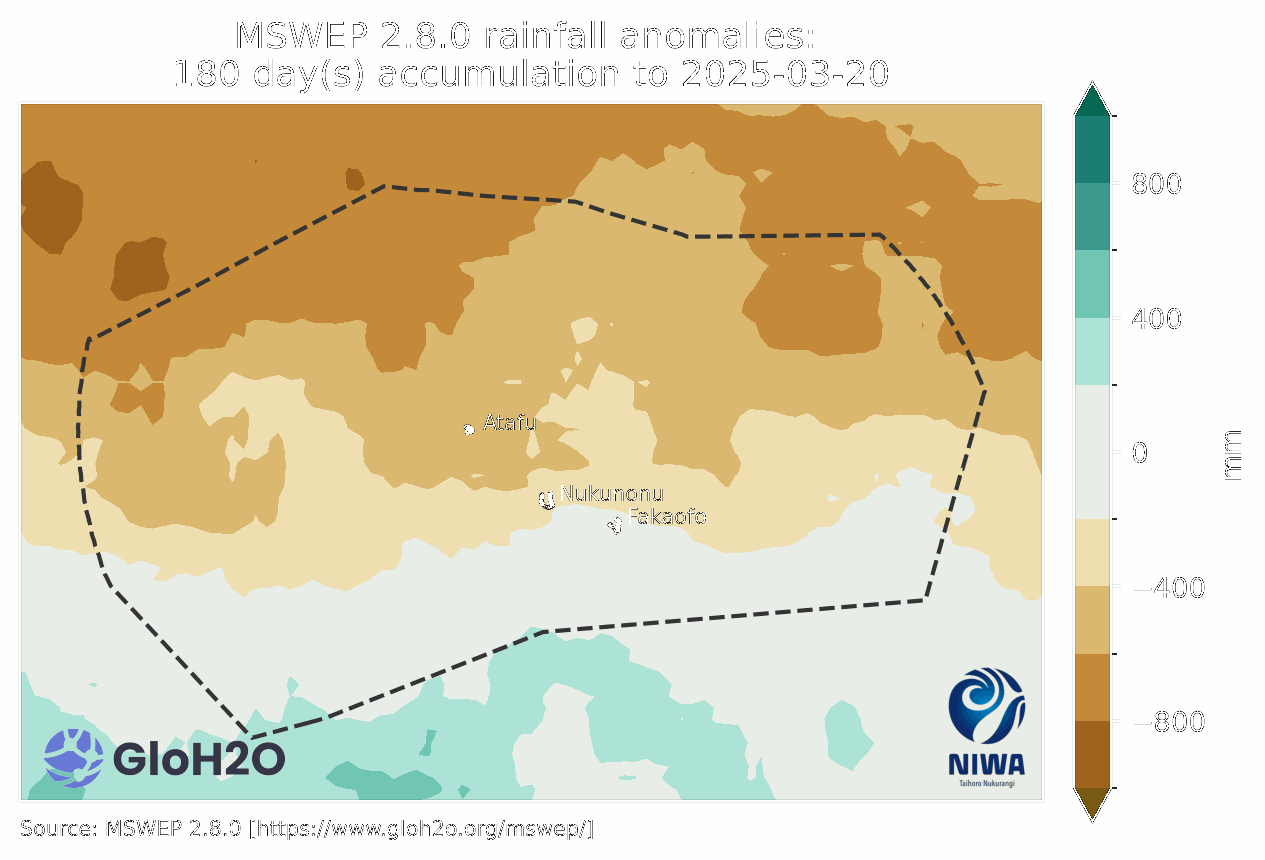 MSWEP 2.8.0 rainfall anomalies:
180 day(s) accumulation to 2025-03-20
800
400
0
−400
−800
mm
Atafu
Nukunonu
Fakaofo
GloH2O
NIWA
Taihoro Nukurangi
Source: MSWEP 2.8.0 [https://www.gloh2o.org/mswep/]